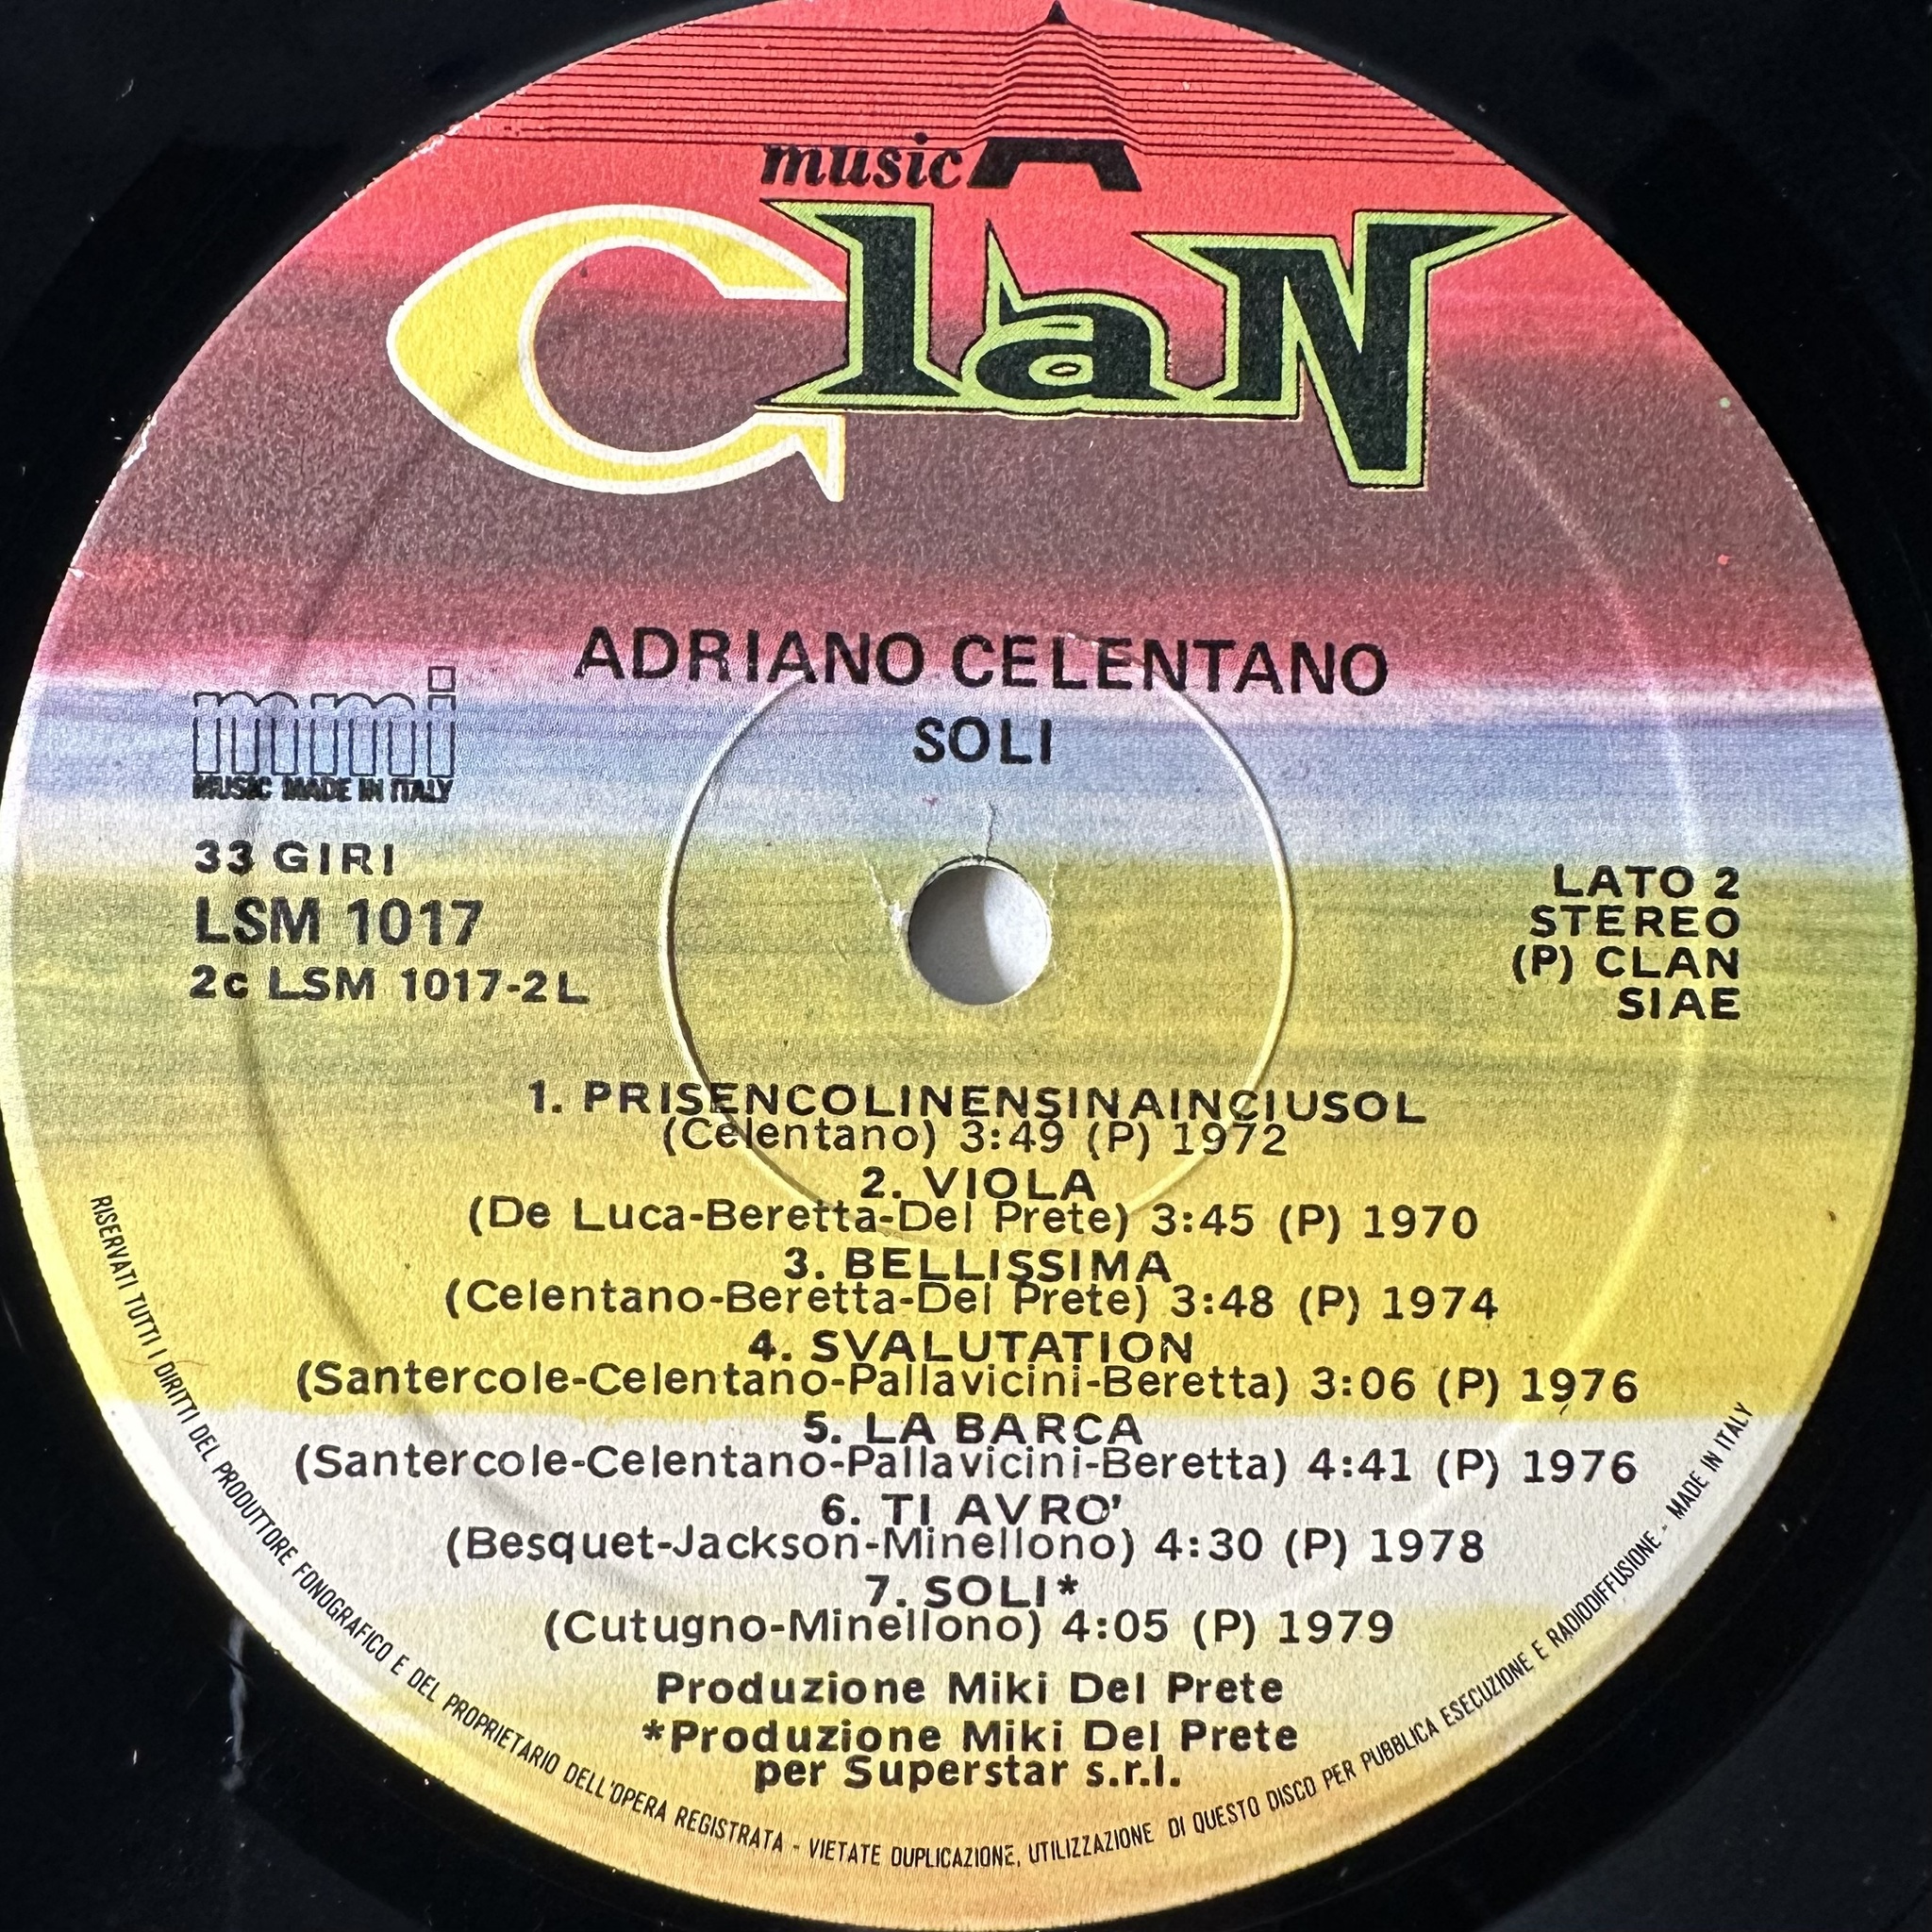 musicA
ClaN
ADRIANO CELENTANO
SOLI
mmi
MUSIC MADE IN ITALY
33 GIRI
LSM 1017
2c LSM 1017-2L
LATO 2
STEREO
(P) CLAN
SIAE
1. PRISENCOLINENSINAINCIUSOL
(Celentano) 3:49 (P) 1972
2. VIOLA
(De Luca-Beretta-Del Prete) 3:45 (P) 1970
3. BELLISSIMA
(Celentano-Beretta-Del Prete) 3:48 (P) 1974
4. SVALUTATION
(Santercole-Celentano-Pallavicini-Beretta) 3:06 (P) 1976
5. LA BARCA
(Santercole-Celentano-Pallavicini-Beretta) 4:41 (P) 1976
6. TI AVRO'
(Besquet-Jackson-Minellono) 4:30 (P) 1978
7. SOLI*
(Cutugno-Minellono) 4:05 (P) 1979
Produzione Miki Del Prete
*Produzione Miki Del Prete
per Superstar s.r.l.
RISERVATI TUTTI I DIRITTI DEL PRODUTTORE FONOGRAFICO E DEL PROPRIETARIO DELL'OPERA REGISTRATA - VIETATE DUPLICAZIONE, UTILIZZAZIONE DI QUESTO DISCO PER PUBBLICA ESECUZIONE E RADIODIFFUSIONE - MADE IN ITALY